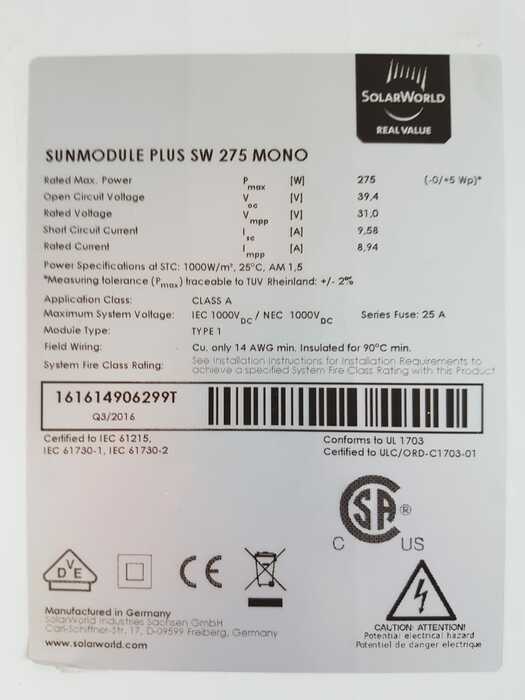 SOLARWORLD
REAL VALUE
SUNMODULE PLUS SW 275 MONO
Rated Max. Power P max [W] 275 (-0/+5 Wp)*
Open Circuit Voltage V oc [V] 39,4
Rated Voltage V mpp [V] 31,0
Short Circuit Current I sc [A] 9,58
Rated Current I mpp [A] 8,94
Power Specifications at STC: 1000W/m², 25°C, AM 1,5
*Measuring tolerance (Pmax) traceable to TUV Rheinland: +/- 2%
Application Class: CLASS A
Maximum System Voltage: IEC 1000VDC / NEC 1000VDC Series Fuse: 25 A
Module Type: TYPE 1
Field Wiring: Cu. only 14 AWG min. Insulated for 90°C min.
System Fire Class Rating: See Installation Instructions for Installation Requirements to
achieve a specified System Fire Class Rating with this Product
161614906299T
Q3/2016
Certified to IEC 61215,
IEC 61730-1, IEC 61730-2
Conforms to UL 1703
Certified to ULC/ORD-C1703-01
SA ®
C US
DVE
CE
Manufactured in Germany
SolarWorld Industries Sachsen GmbH
Carl-Schiffner-Str. 17, D-09599 Freiberg, Germany
www.solarworld.com
CAUTION: ATTENTION!
Potential electrical hazard
Potentiel de danger electrique